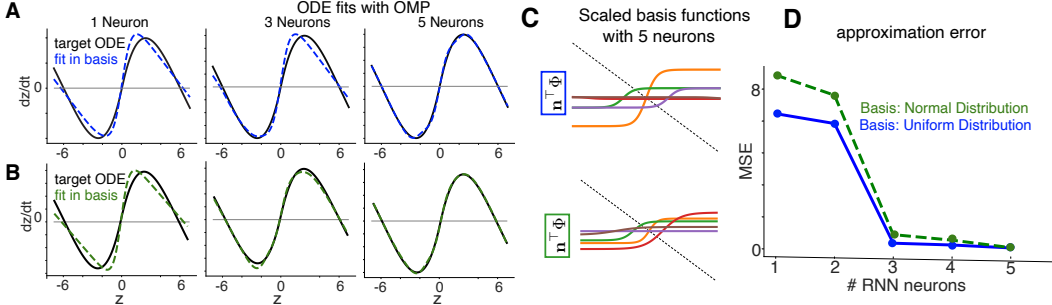 A
ODE fits with OMP
1 Neuron
3 Neurons
5 Neurons
target ODE
fit in basis
dz/dt
0
-6 0 6
-6 0 6
-6 0 6
B
target ODE
fit in basis
dz/dt
0
-6 0 6
-6 0 6
-6 0 6
z
C
Scaled basis functions
with 5 neurons
n⊤Φ
n⊤Φ
D
approximation error
8
0
MSE
Basis: Normal Distribution
Basis: Uniform Distribution
1 2 3 4 5
# RNN neurons